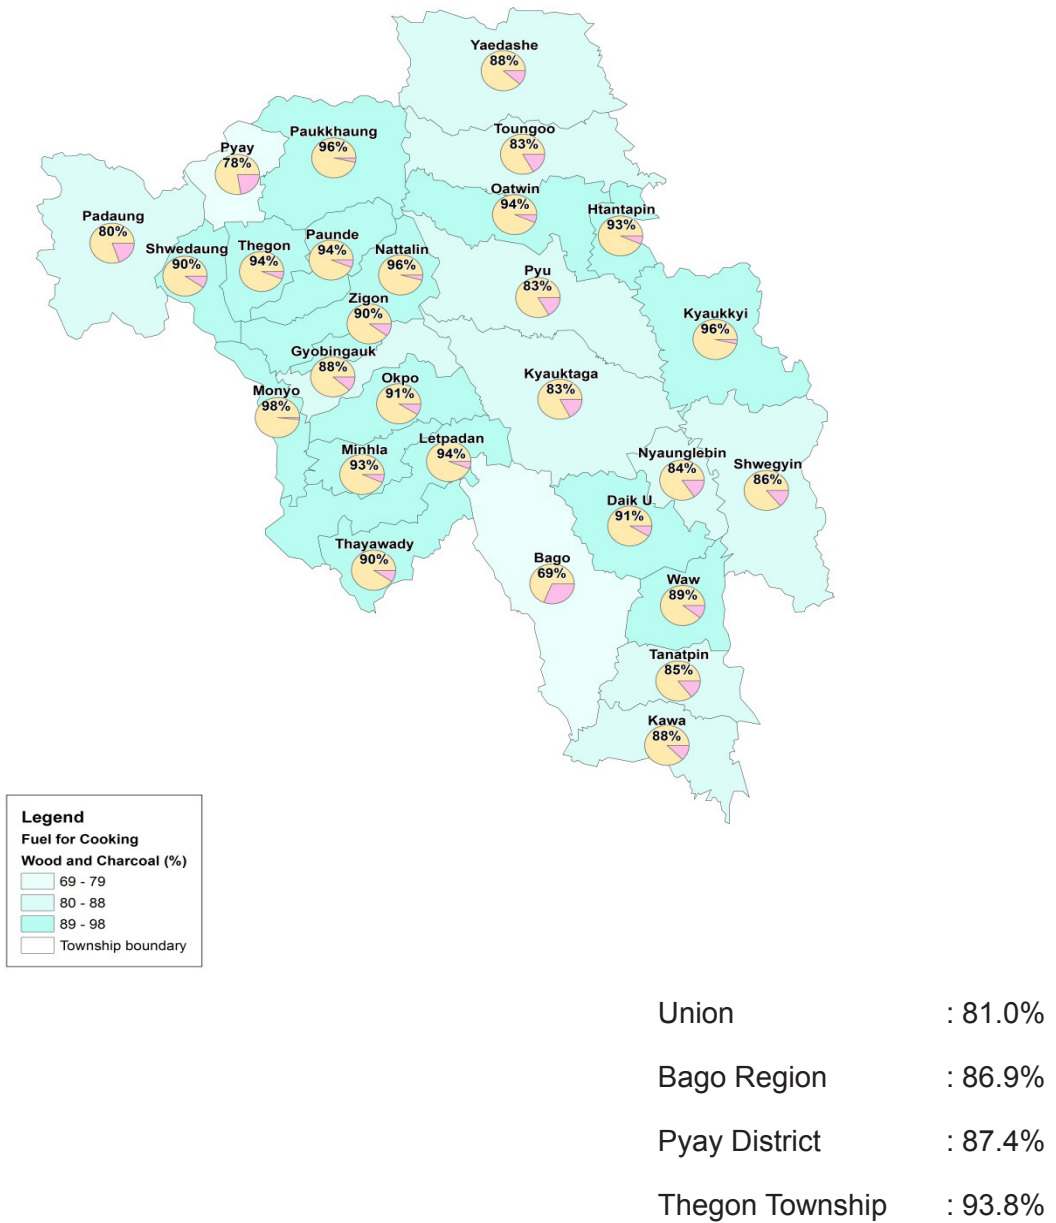 Yaedashe
88%
Toungoo
83%
Paukkhaung
96%
Pyay
78%
Oatwin
94%
Htantapin
93%
Padaung
80%
Shwedaung
90%
Thegon
94%
Paunde
94%
Nattalin
96%
Pyu
83%
Zigon
90%
Kyaukkyi
96%
Gyobingauk
88%
Okpo
91%
Kyauktaga
83%
Monyo
98%
Minhla
93%
Letpadan
94%
Nyaunglebin
84%
Shwegyin
86%
Daik U
91%
Thayawady
90%
Bago
69%
Waw
89%
Tanatpin
85%
Kawa
88%
Legend
Fuel for Cooking
Wood and Charcoal (%)
69 - 79
80 - 88
89 - 98
Township boundary
Union : 81.0%
Bago Region : 86.9%
Pyay District : 87.4%
Thegon Township : 93.8%